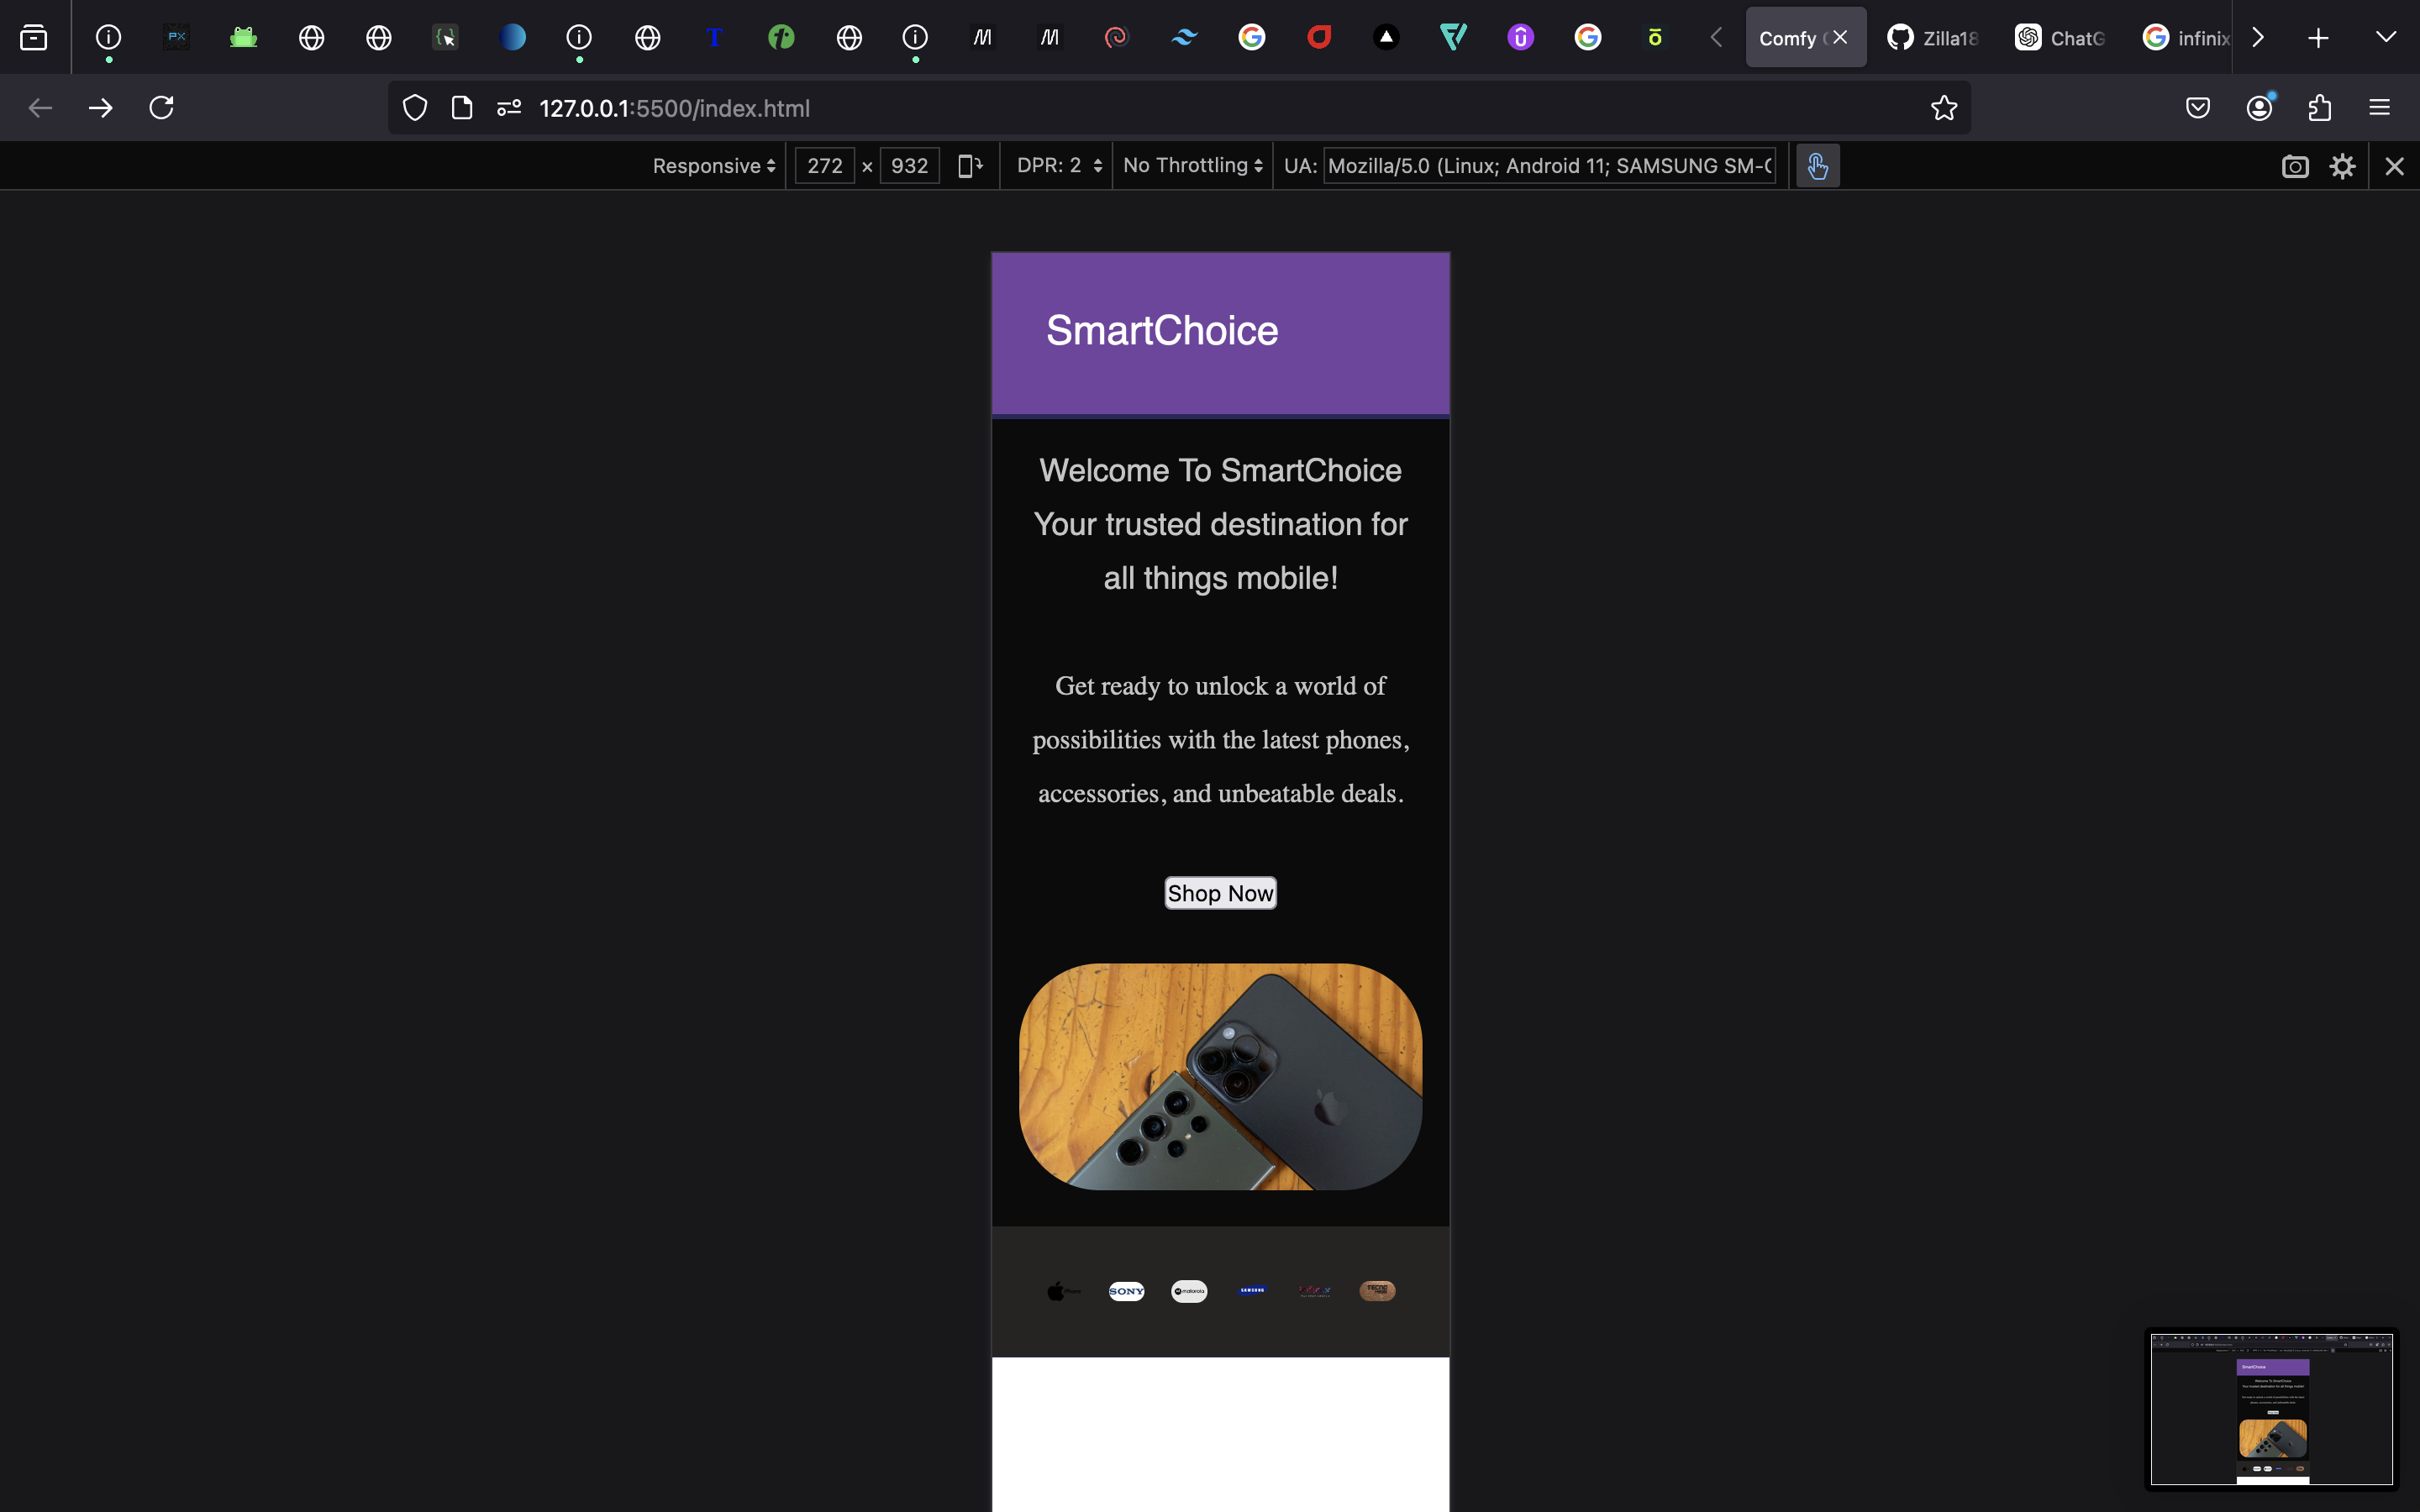 Comfy
Zilla18
ChatG
infinix
127.0.0.1:5500/index.html
Responsive
272 × 932
DPR: 2
No Throttling
UA: Mozilla/5.0 (Linux; Android 11; SAMSUNG SM-G
SmartChoice
Welcome To SmartChoice
Your trusted destination for
all things mobile!
Get ready to unlock a world of
possibilities with the latest phones,
accessories, and unbeatable deals.
Shop Now
iPhone
SONY
motorola
SAMSUNG
Infinix
TECNO